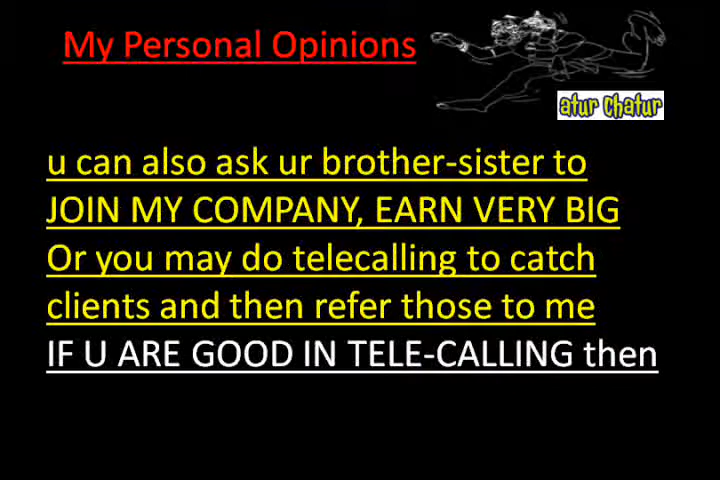 My Personal Opinions
atur Chatur
u can also ask ur brother-sister to
JOIN MY COMPANY, EARN VERY BIG
Or you may do telecalling to catch
clients and then refer those to me
IF U ARE GOOD IN TELE-CALLING then